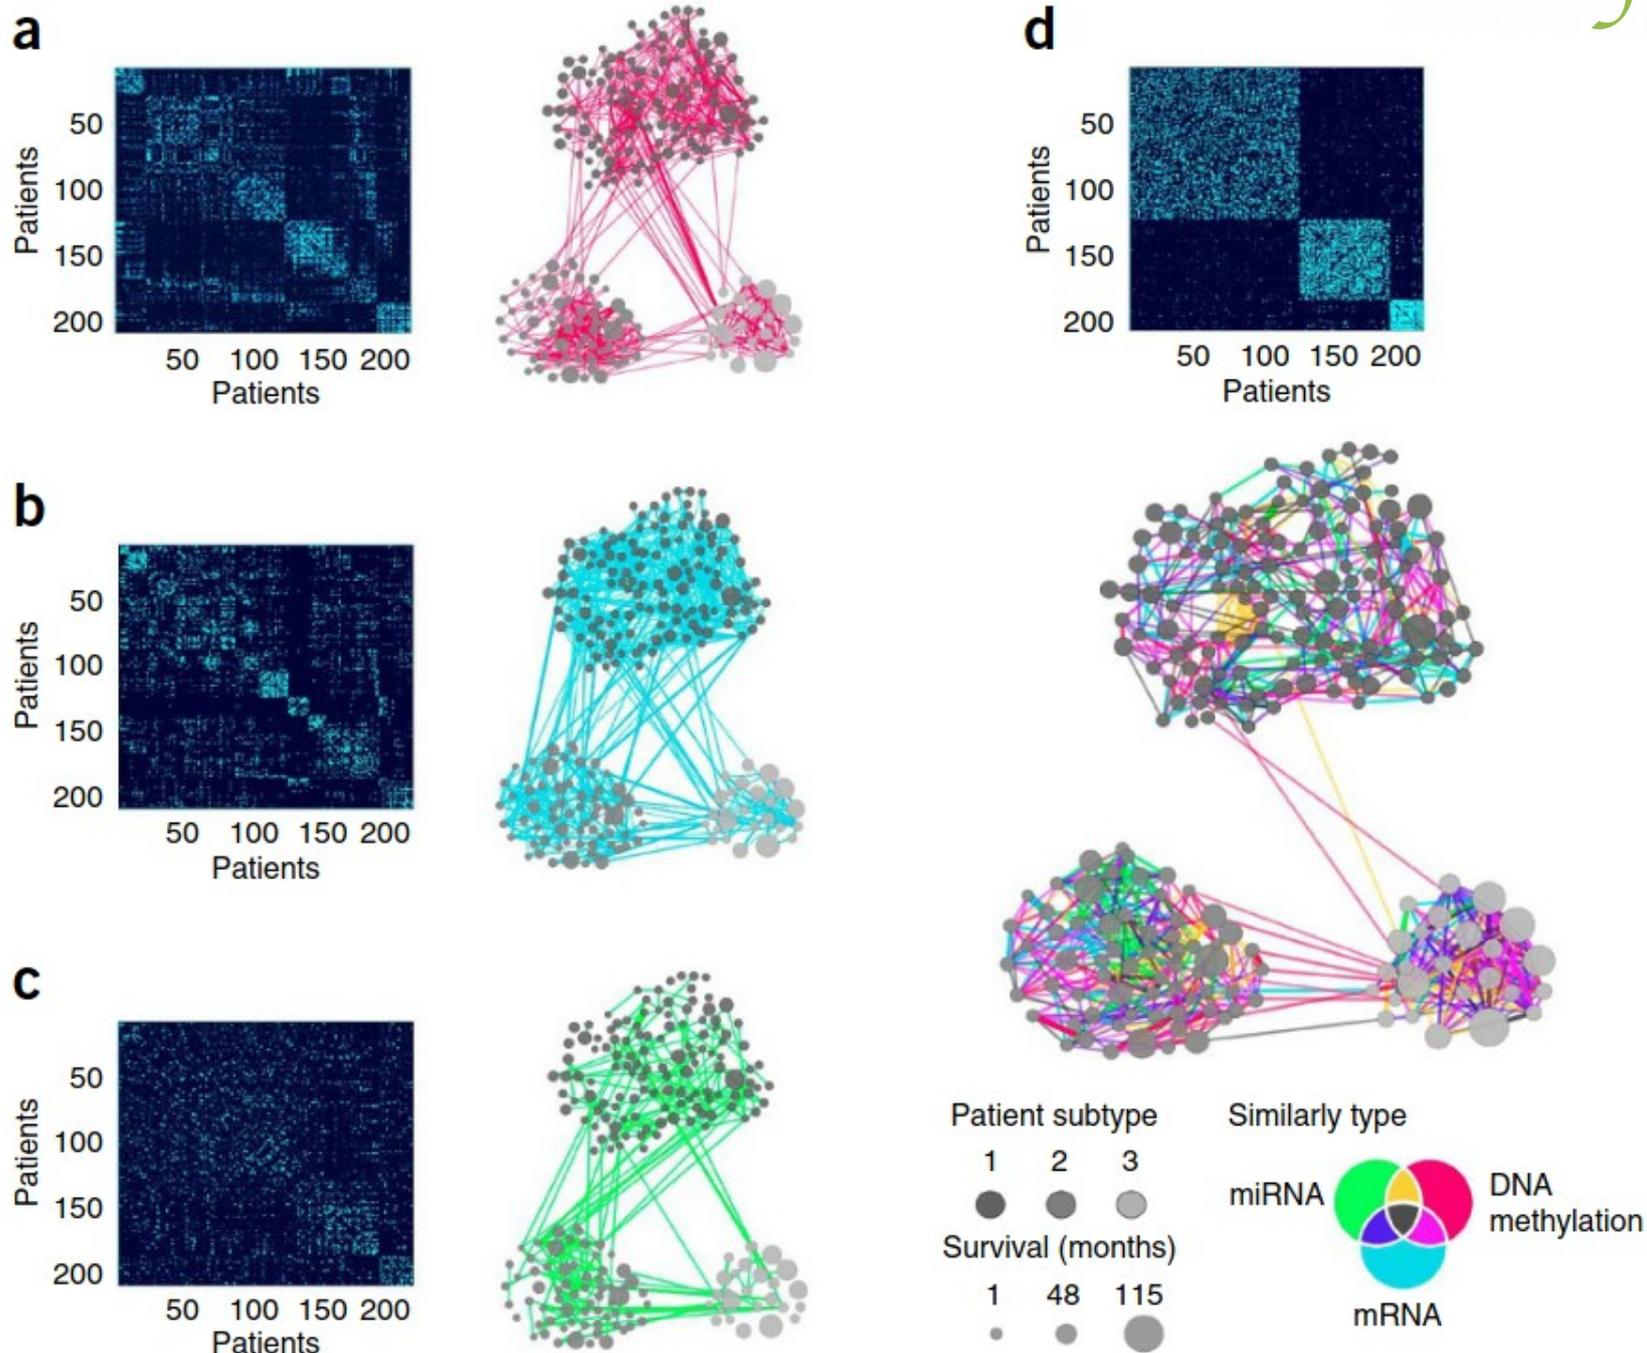 a
50
100
150
200
Patients
50 100 150 200
Patients
b
50
100
150
200
Patients
50 100 150 200
Patients
c
50
100
150
200
Patients
50 100 150 200
Patients
d
50
100
150
200
Patients
50 100 150 200
Patients
Patient subtype
1 2 3
Survival (months)
1 48 115
Similarly type
miRNA
DNA
methylation
mRNA